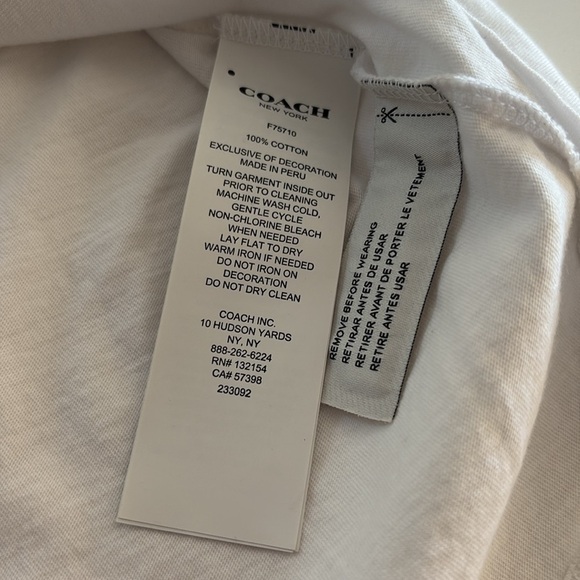 COACH
NEW YORK
F75710
100% COTTON
EXCLUSIVE OF DECORATION
MADE IN PERU
TURN GARMENT INSIDE OUT
PRIOR TO CLEANING
MACHINE WASH COLD,
GENTLE CYCLE
NON-CHLORINE BLEACH
WHEN NEEDED
LAY FLAT TO DRY
WARM IRON IF NEEDED
DO NOT IRON ON
DECORATION
DO NOT DRY CLEAN
COACH INC.
10 HUDSON YARDS
NY, NY
888-262-6224
RN# 132154
CA# 57398
233092
REMOVE BEFORE WEARING
RETIRAR ANTES DE USAR
RETIRER AVANT DE PORTER LE VETEMENT
RETIRE ANTES USAR